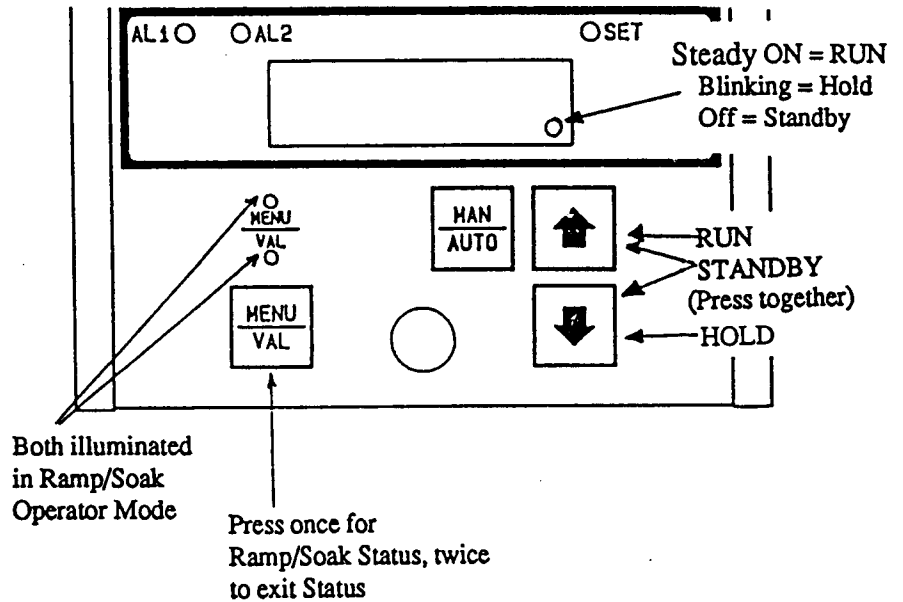 AL1 AL2 SET
Steady ON = RUN
Blinking = Hold
Off = Standby
MENU
VAL
MAN
AUTO
RUN
STANDBY
(Press together)
HOLD
MENU
VAL
Both illuminated
in Ramp/Soak
Operator Mode
Press once for
Ramp/Soak Status, twice
to exit Status